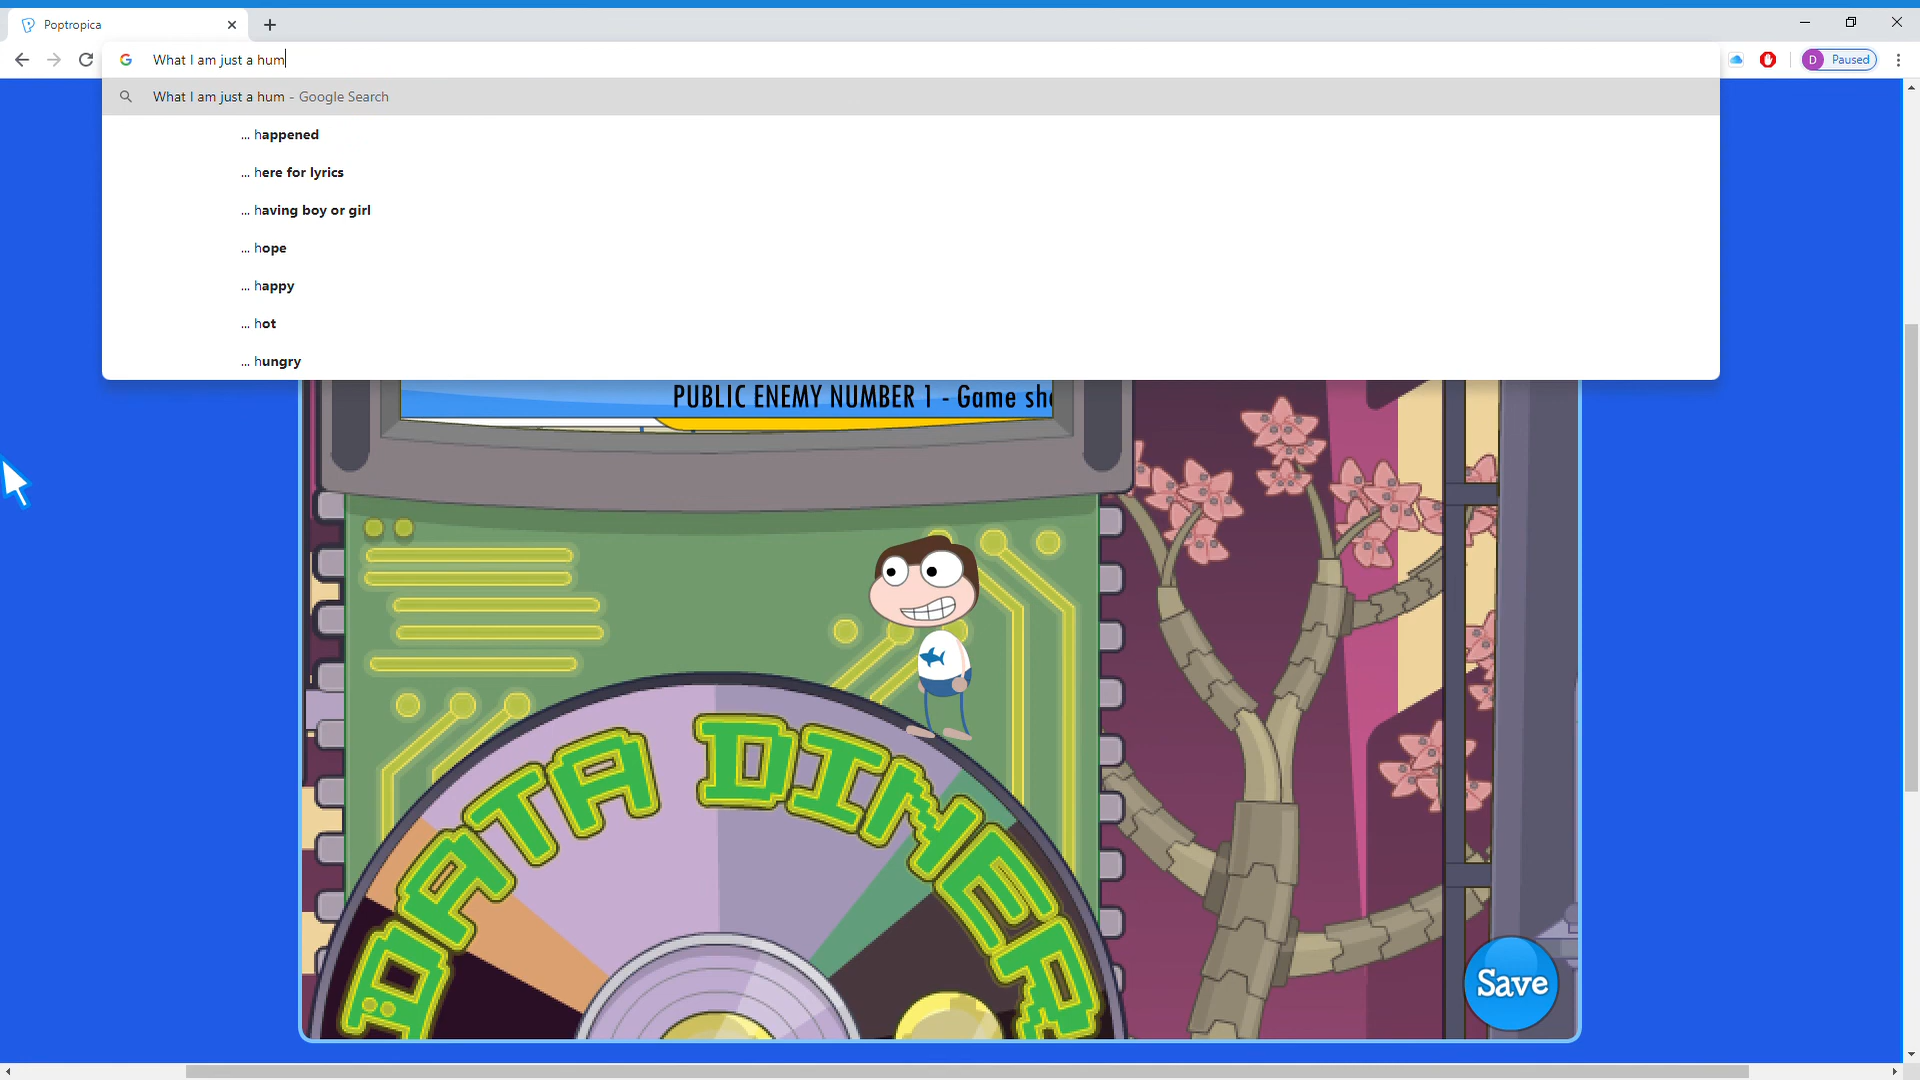 Poptropica
What I am just a hum
D Paused
What I am just a hum - Google Search
... happened
... here for lyrics
... having boy or girl
... hope
... happy
... hot
... hungry
PUBLIC ENEMY NUMBER 1 - Game sh
DATA DINER
Save